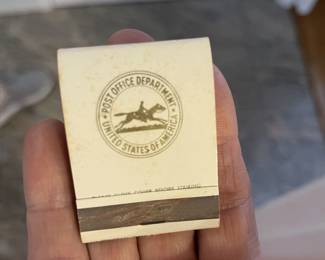 POST OFFICE DEPARTMENT
UNITED STATES OF AMERICA